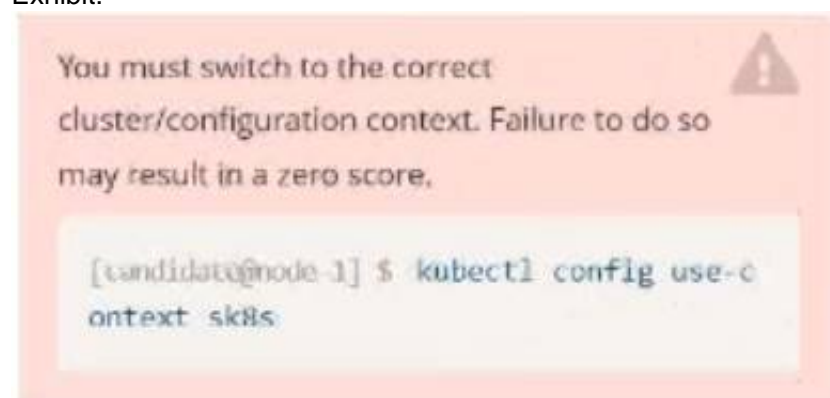 Exhibit:
You must switch to the correct
cluster/configuration context. Failure to do so
may result in a zero score.
[candidate@node-1] $ kubectl config use-c
ontext sk8s